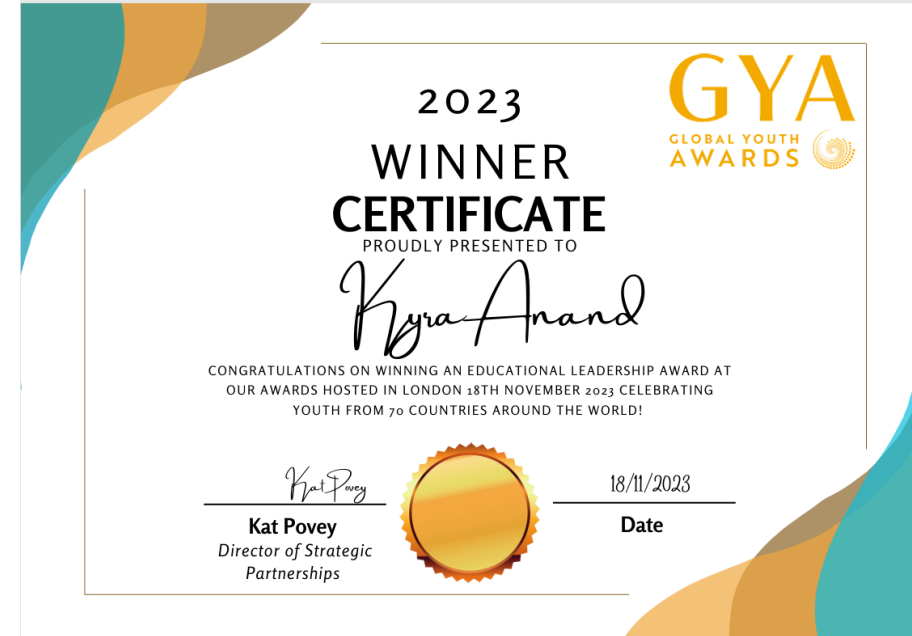 2023
GYA
GLOBAL YOUTH
AWARDS
WINNER
CERTIFICATE
PROUDLY PRESENTED TO
Kyra Anand
CONGRATULATIONS ON WINNING AN EDUCATIONAL LEADERSHIP AWARD AT
OUR AWARDS HOSTED IN LONDON 18TH NOVEMBER 2023 CELEBRATING
YOUTH FROM 70 COUNTRIES AROUND THE WORLD!
Kat Povey
18/11/2023
Kat Povey
Date
Director of Strategic
Partnerships